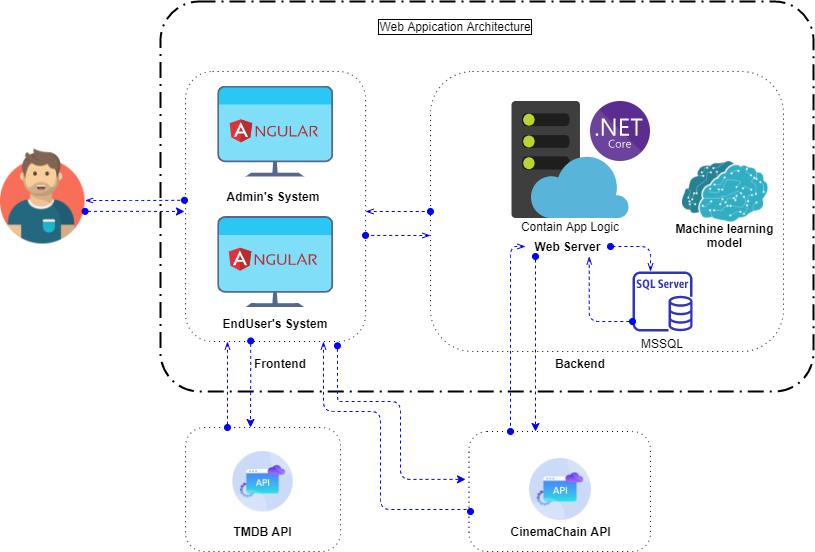 Web Appication Architecture
ANGULAR
Admin's System
ANGULAR
EndUser's System
Frontend
.NET
Core
Contain App Logic
Web Server
Machine learning
model
SQL Server
MSSQL
Backend
API
TMDB API
API
CinemaChain API